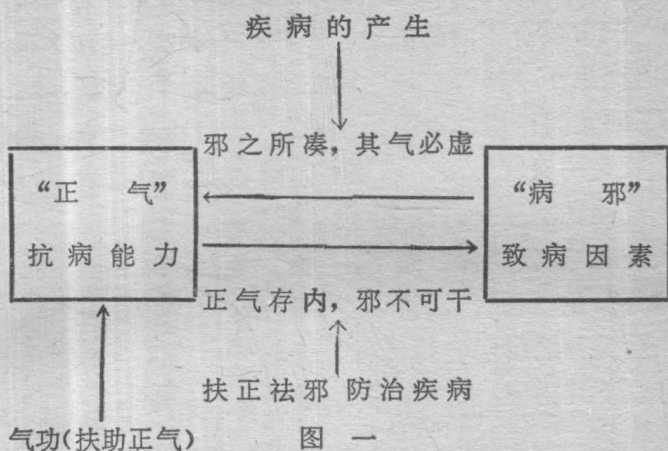 疾病的产生
邪之所凑，其气必虚
“正 气”
抗病能力
“病 邪”
致病因素
正气存内，邪不可干
扶正祛邪 防治疾病
气功(扶助正气)
图 一